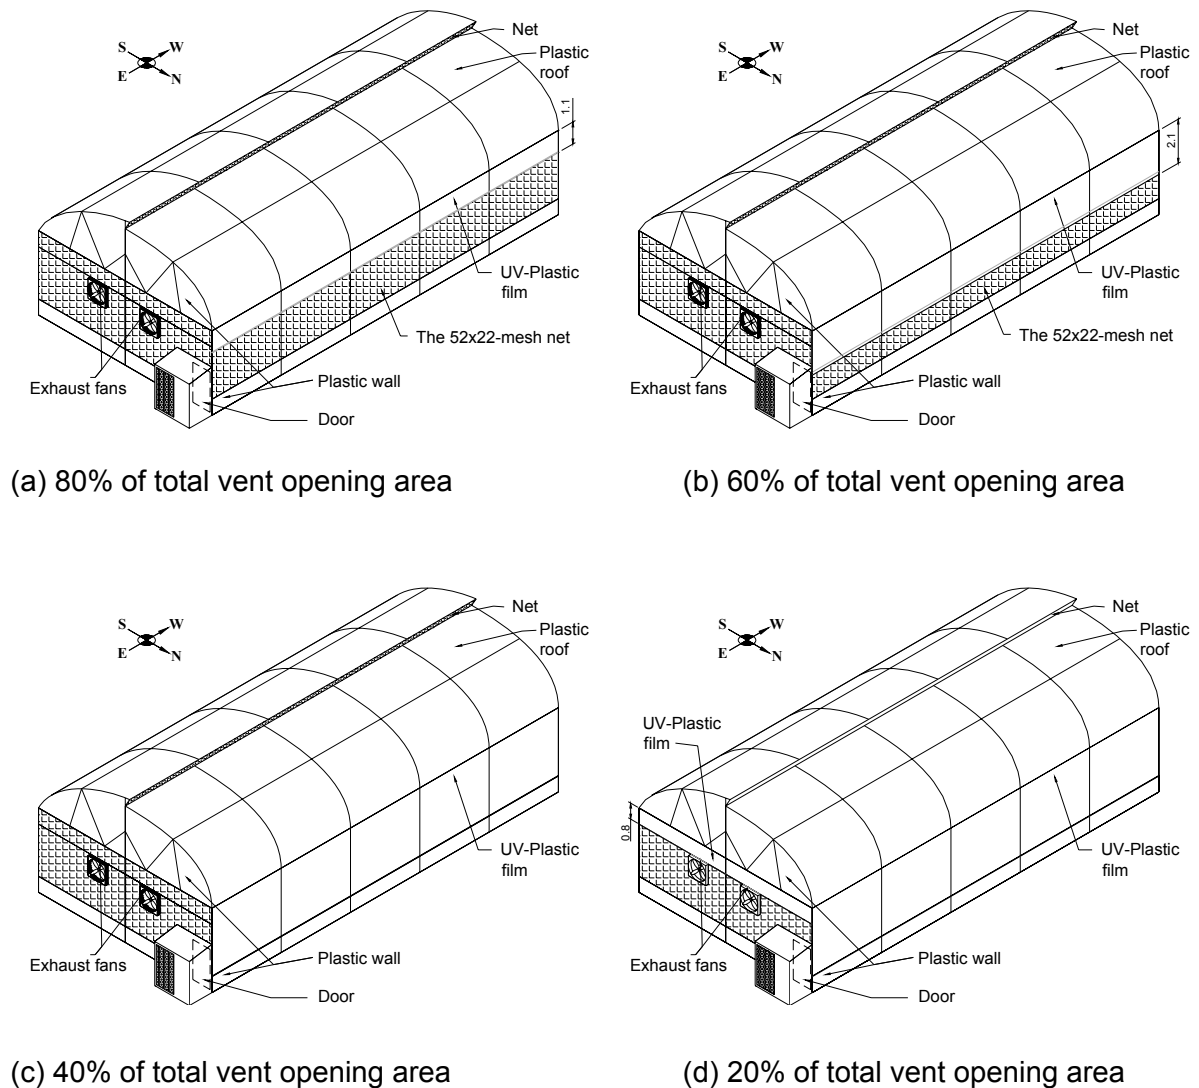 Net
Plastic
roof
S
W
E
N
1.1
UV-Plastic
film
The 52x22-mesh net
Plastic wall
Exhaust fans
Door
(a) 80% of total vent opening area
Net
Plastic
roof
S
W
E
N
2.1
UV-Plastic
film
The 52x22-mesh net
Plastic wall
Exhaust fans
Door
(b) 60% of total vent opening area
Net
Plastic
roof
S
W
E
N
UV-Plastic
film
Plastic wall
Exhaust fans
Door
(c) 40% of total vent opening area
Net
Plastic
roof
S
W
E
N
UV-Plastic
film
0.8
UV-Plastic
film
Plastic wall
Exhaust fans
Door
(d) 20% of total vent opening area